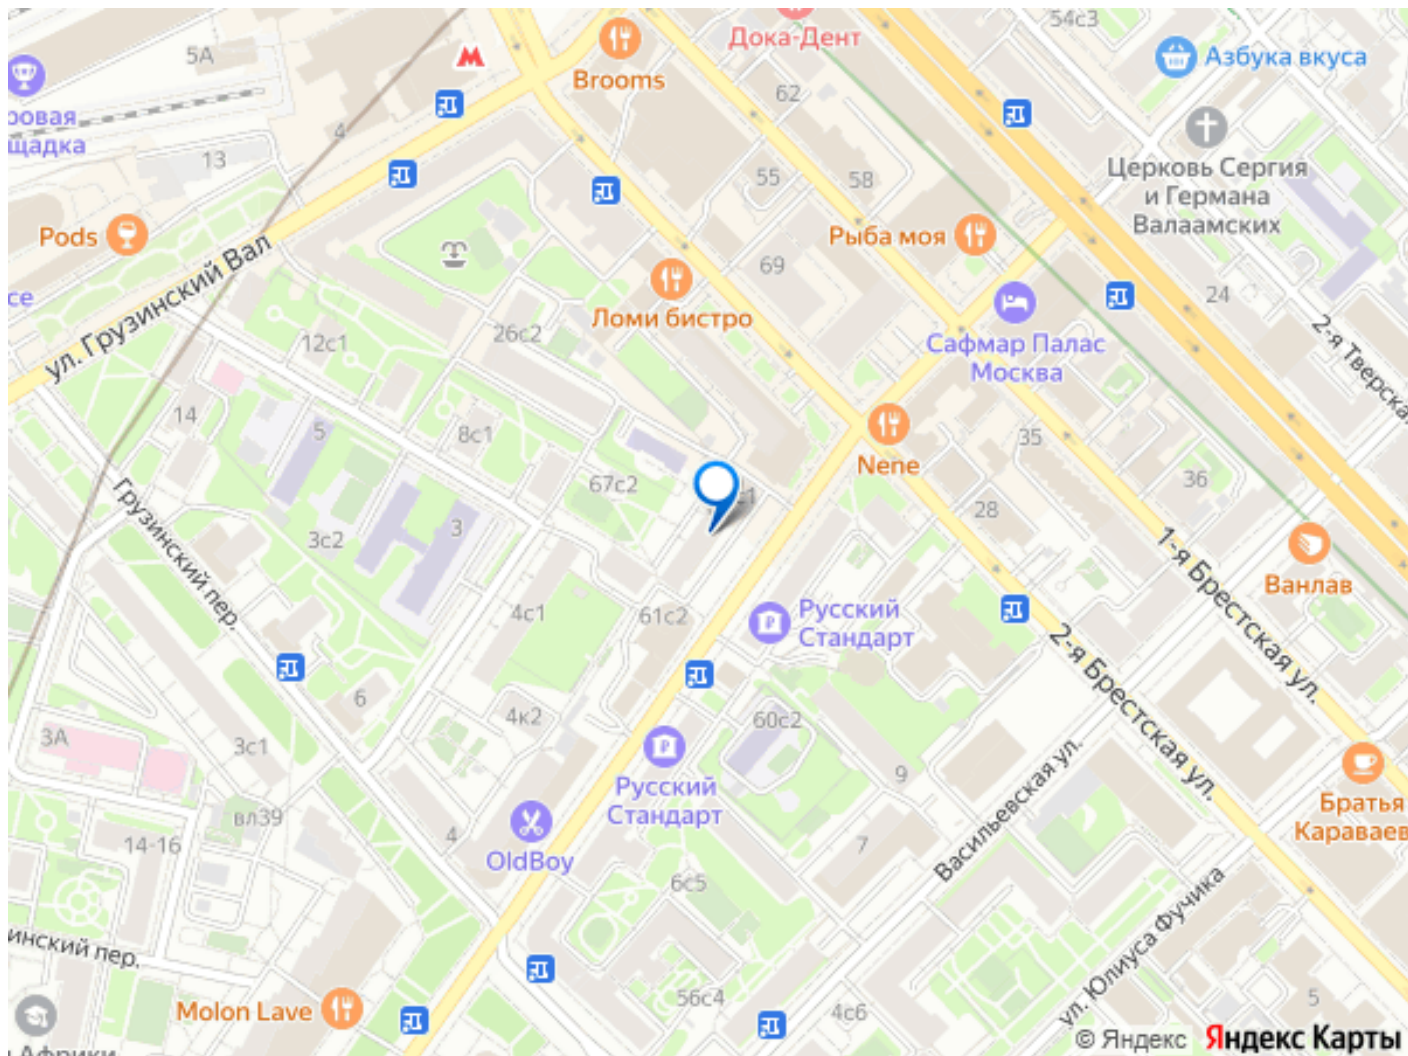 54с3
5А
Дока-Дент
Азбука вкуса
Brooms
62
ровая
щадка
4
13
Церковь Сергия
и Германа
Валаамских
55
58
Pods
Рыба моя
ул. Грузинский Вал
69
се
24
Ломи бистро
26с2
12с1
Сафмар Палас
Москва
2-я Тверска
14
5
8с1
35
Nene
67с2
с1
36
28
Грузинский пер.
3
3с2
1-я Брестская ул.
Ванлав
4с1
61с2
Русский
Стандарт
2-я Брестская ул.
6
4к2
60с2
3А
3с1
9
Русский
Стандарт
Васильевская ул.
Братья
Караваев
вл39
4
14-16
7
OldBoy
6с5
инский пер.
ул. Юлиуса Фучика
56с4
5
Molon Lave
4с6
© Яндекс Яндекс Карты
Африки